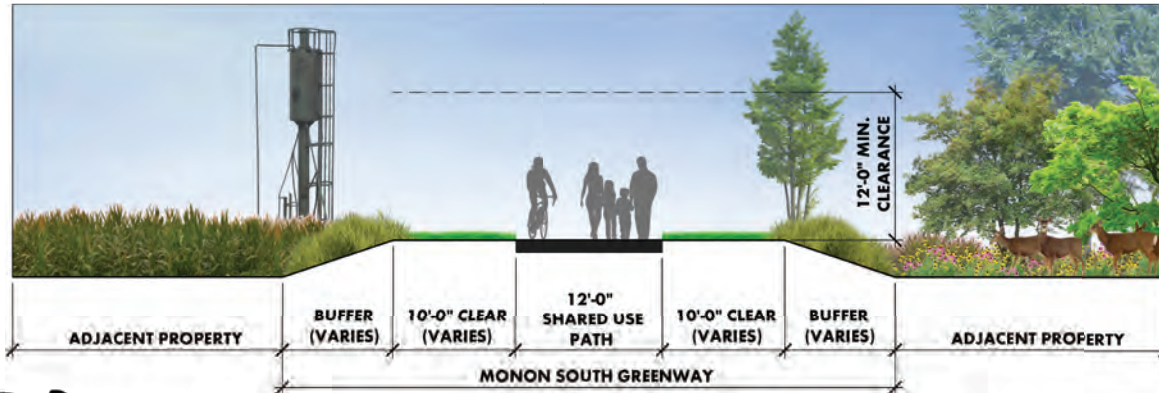 12'-0" MIN.
CLEARANCE
ADJACENT PROPERTY
BUFFER
(VARIES)
10'-0" CLEAR
(VARIES)
12'-0"
SHARED USE
PATH
10'-0" CLEAR
(VARIES)
BUFFER
(VARIES)
ADJACENT PROPERTY
MONON SOUTH GREENWAY